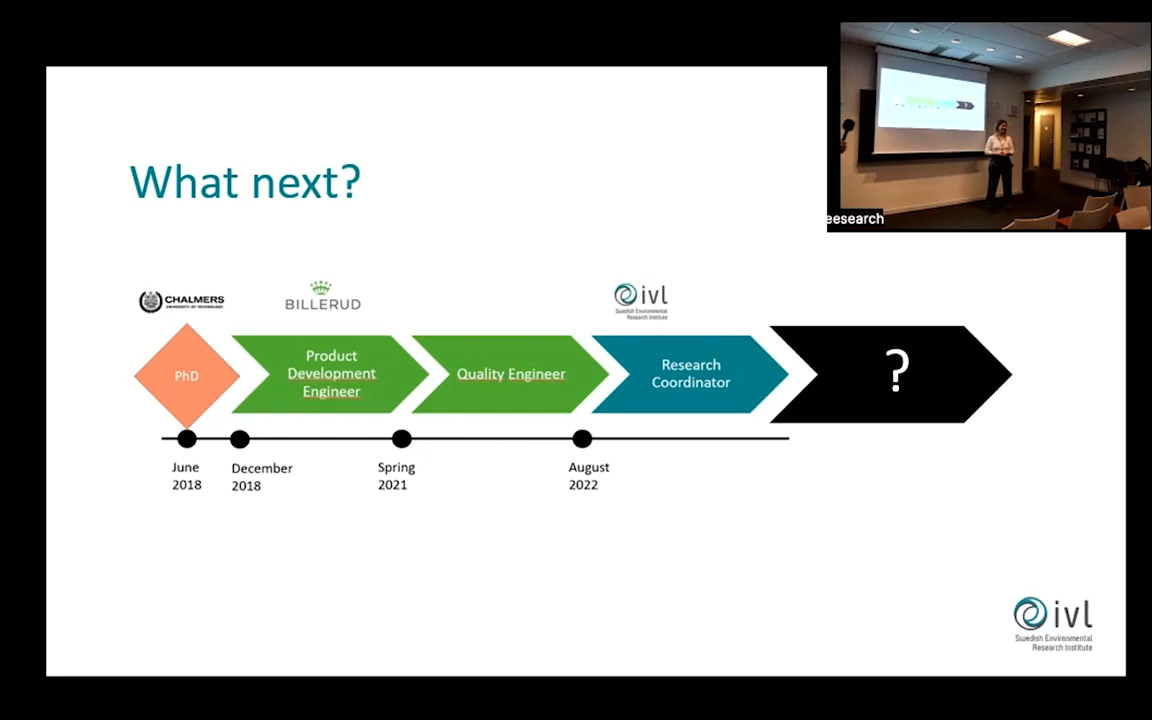 What next?
eesearch
CHALMERS
UNIVERSITY OF TECHNOLOGY
BILLERUD
ivl
Swedish Environmental
Research Institute
PhD
Product
Development
Engineer
Quality Engineer
Research
Coordinator
?
June
2018
December
2018
Spring
2021
August
2022
ivl
Swedish Environmental
Research Institute